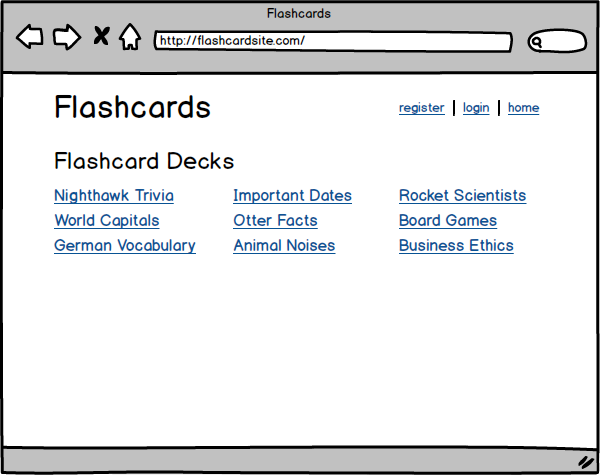 Flashcards
http://flashcardsite.com/
Flashcards
register | login | home
Flashcard Decks
Nighthawk Trivia Important Dates Rocket Scientists
World Capitals Otter Facts Board Games
German Vocabulary Animal Noises Business Ethics